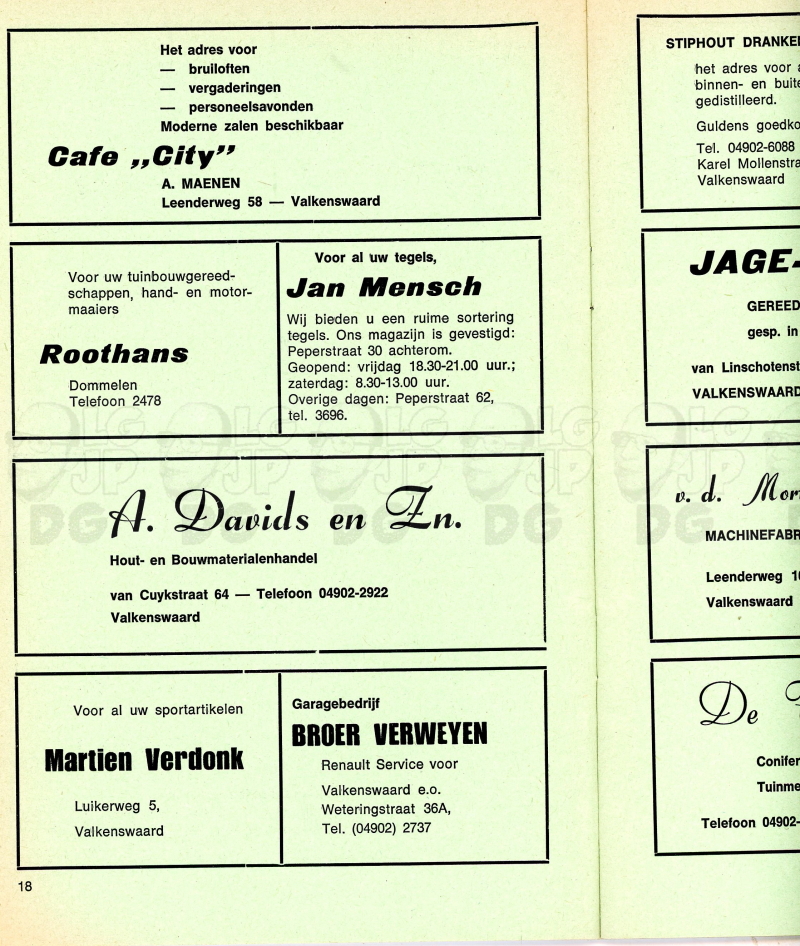 Het adres voor
— bruiloften
— vergaderingen
— personeelsavonden
Moderne zalen beschikbaar
Cafe „City”
A. MAENEN
Leenderweg 58 — Valkenswaard
Voor uw tuinbouwgereed-
schappen, hand- en motor-
maaiers
Roothans
Dommelen
Telefoon 2478
Voor al uw tegels,
Jan Mensch
Wij bieden u een ruime sortering
tegels. Ons magazijn is gevestigd:
Peperstraat 30 achterom.
Geopend: vrijdag 18.30-21.00 uur.;
zaterdag: 8.30-13.00 uur.
Overige dagen: Peperstraat 62,
tel. 3696.
A. Davids en Zn.
Hout- en Bouwmaterialenhandel
van Cuykstraat 64 — Telefoon 04902-2922
Valkenswaard
Voor al uw sportartikelen
Martien Verdonk
Luikerweg 5,
Valkenswaard
Garagebedrijf
BROER VERWEYEN
Renault Service voor
Valkenswaard e.o.
Weteringstraat 36A,
Tel. (04902) 2737
18
STIPHOUT DRANKE
het adres voor
binnen- en buite
gedistilleerd.
Guldens goedko
Tel. 04902-6088
Karel Mollenstra
Valkenswaard
JAGE-
GEREED
gesp. in
van Linschotenst
VALKENSWAARD
v. d. Mor
MACHINEFABR
Leenderweg 1
Valkenswaard
De
Conifer
Tuinme
Telefoon 04902-